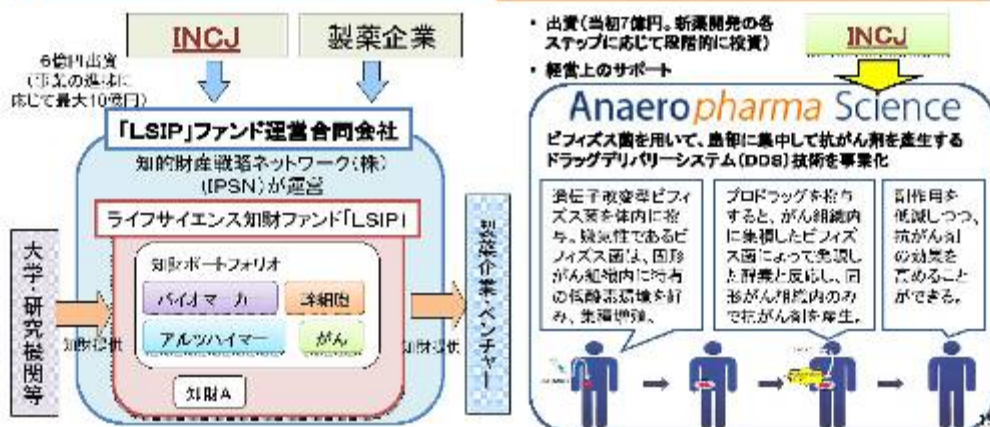 INCJ
製薬企業
6億円出資
(事業の進捗に
応じて最大10億円)
「LSIP」ファンド運営合同会社
知的財産戦略ネットワーク(株)
(IPSN)が運営
ライフサイエンス知財ファンド「LSIP」
知財ポートフォリオ
バイオマーカー
幹細胞
アルツハイマー
がん
知財A
大学・研究機関等
知財提供
知財提供
製薬企業・ベンチャー
• 出資(当初7億円。新薬開発の各
ステップに応じて段階的に投資)
• 経営上のサポート
INCJ
Anaeropharma Science
ビフィズス菌を用いて、患部に集中して抗がん剤を産生する
ドラッグデリバリーシステム(DDS)技術を事業化
遺伝子改変型ビフィ
ズス菌を体内に投
与。嫌気性であるビ
フィズス菌は、固形
がん組織内に特有
の低酸素環境を好
み、集積増殖。
プロドラッグを投与
すると、がん組織内
に集積したビフィズ
ス菌によって発現し
た酵素と反応し、固
形がん組織内のみ
で抗がん剤を産生。
副作用を
低減しつつ、
抗がん剤
の効果を
高めること
ができる。